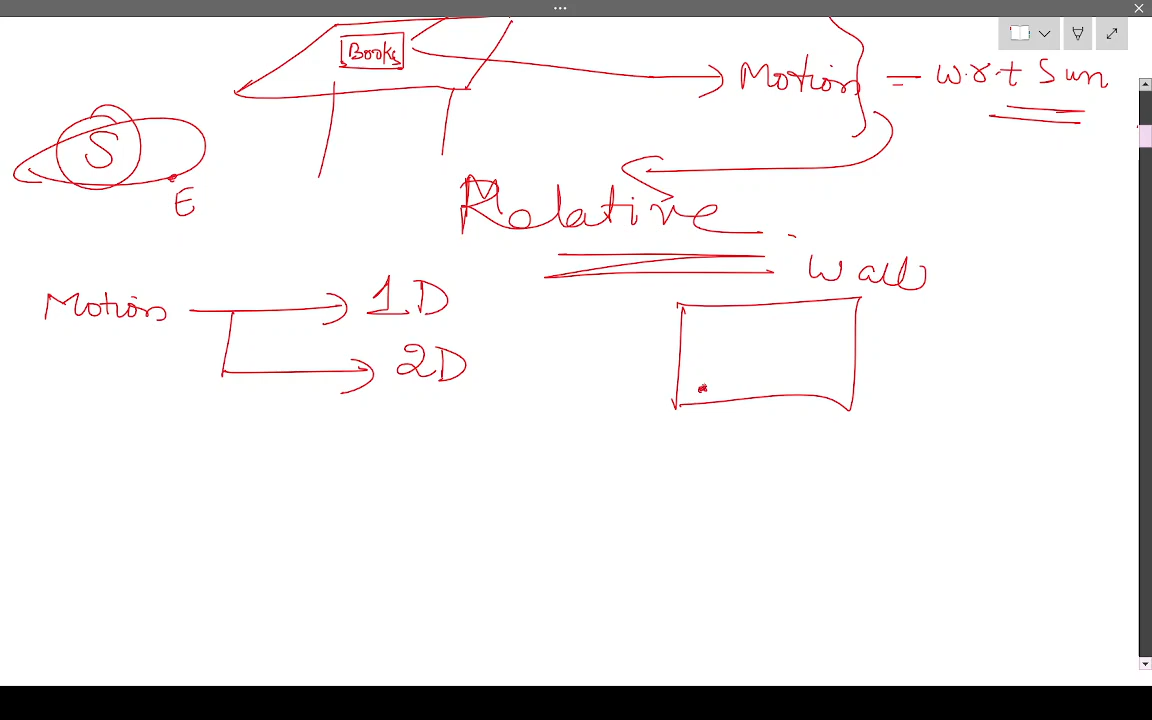 Books
Motion = w.r.t Sun
S
E
Relative
Wall
Motion 1D
2D